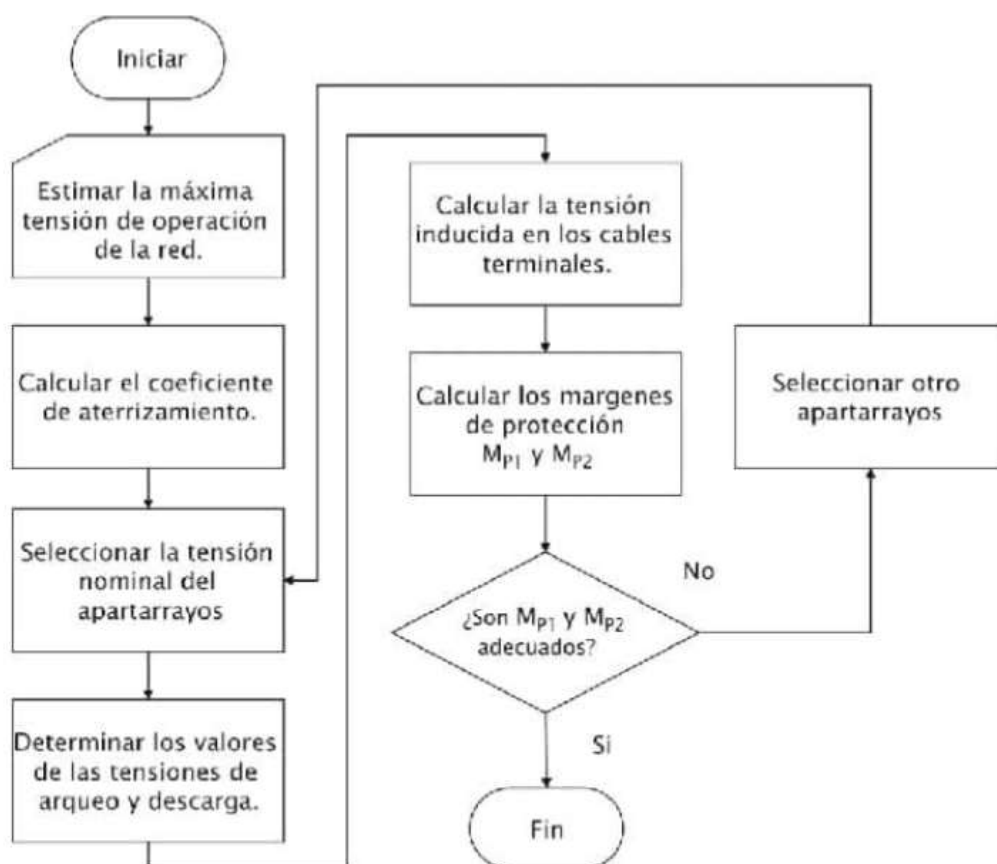 Iniciar
Estimar la máxima
tensión de operación
de la red.
Calcular el coeficiente
de aterrizamiento.
Seleccionar la tensión
nominal del
apartarrayos
Determinar los valores
de las tensiones de
arqueo y descarga.
Calcular la tensión
inducida en los cables
terminales.
Calcular los margenes
de protección
MP1 y MP2
¿Son MP1 y MP2
adecuados?
No
Seleccionar otro
apartarrayos
Si
Fin